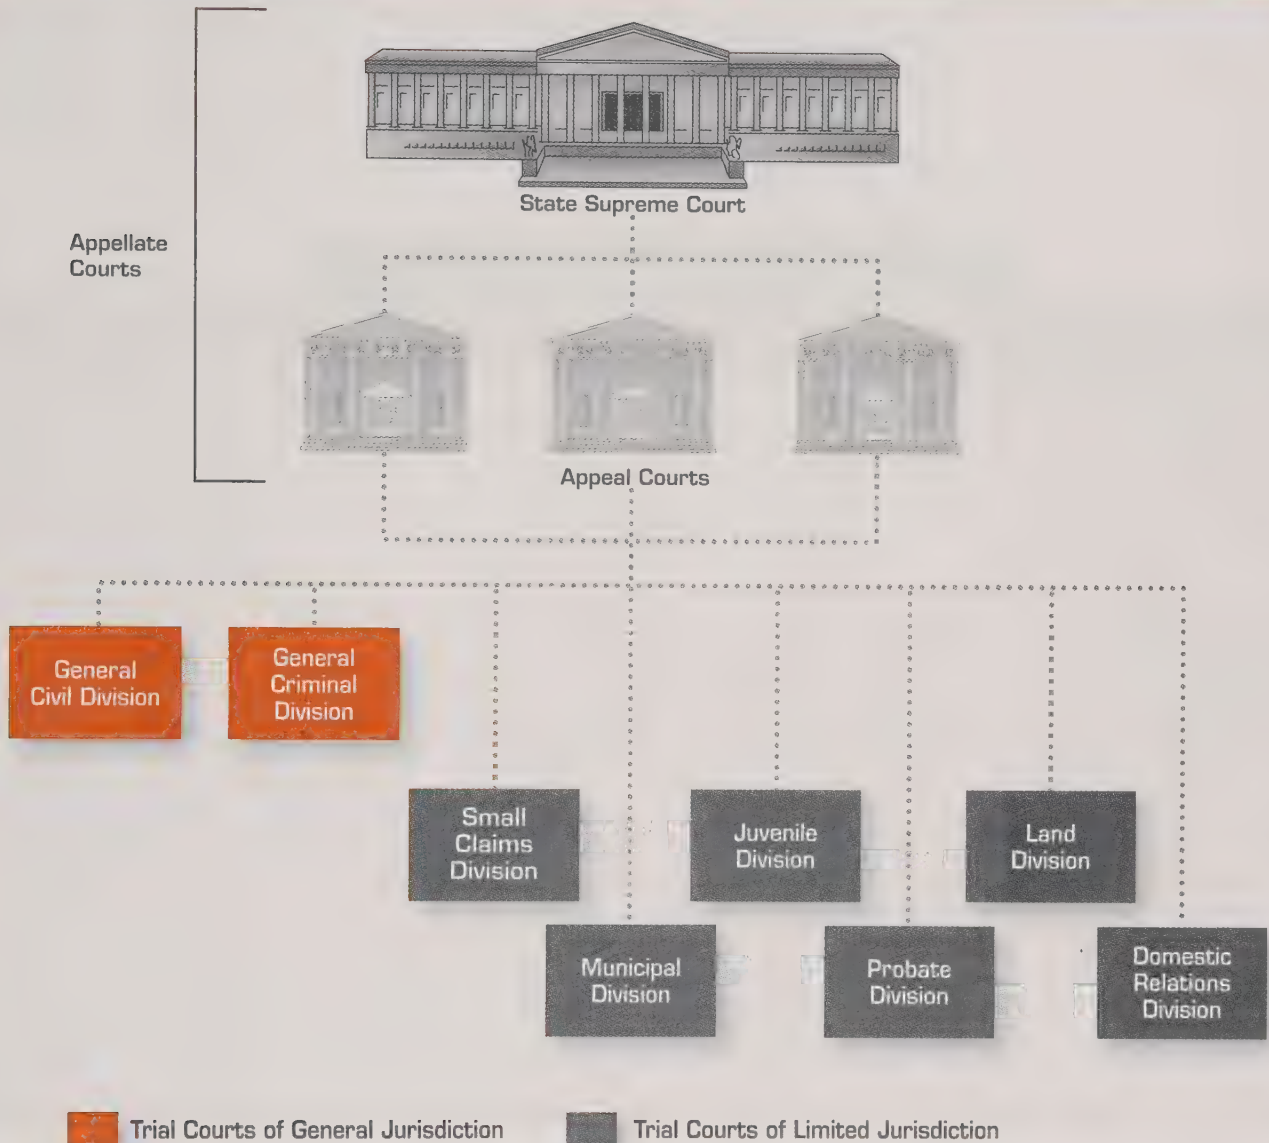 State Supreme Court
Appellate
Courts
Appeal Courts
General
Civil Division
General
Criminal
Division
Small
Claims
Division
Juvenile
Division
Land
Division
Municipal
Division
Probate
Division
Domestic
Relations
Division
Trial Courts of General Jurisdiction
Trial Courts of Limited Jurisdiction